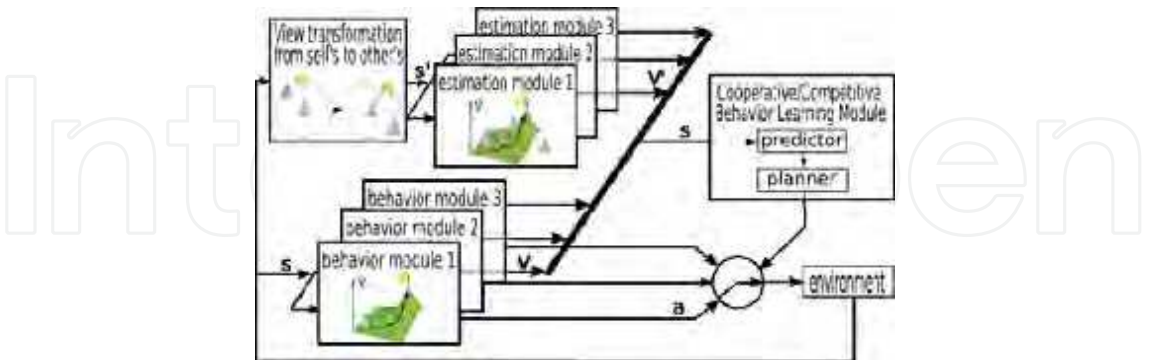 View transformation
from self's to other's
s'
estimation module 3
estimation module 2
estimation module 1
V
V'
s
Cooperative/Competitive
Behavior Learning Module
predictor
planner
behavior module 3
behavior module 2
behavior module 1
s
V
V
a
environment